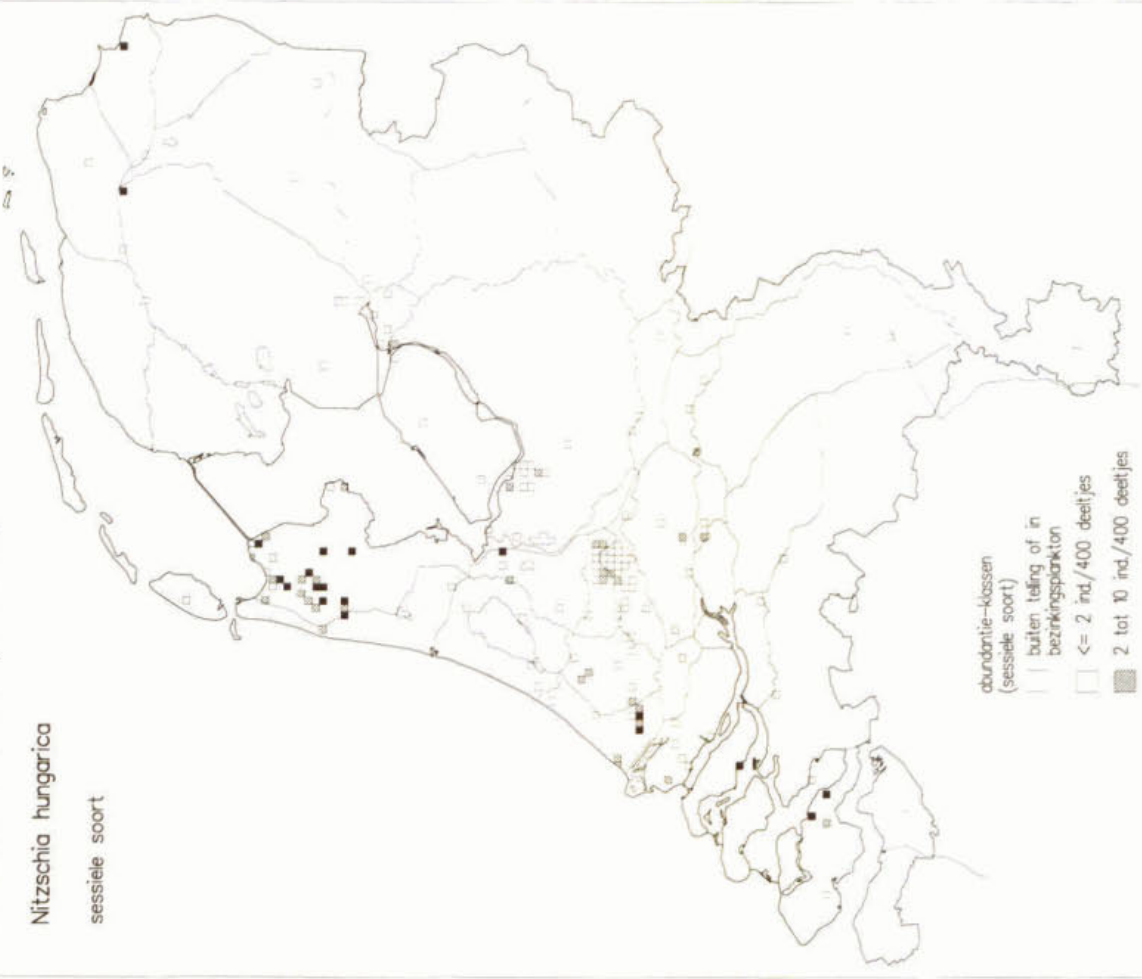 Nitzschia hungarica
sessiele soort
abundantie-klassen
(sessiele soort)
buiten telling of in
bezinkingsplankton
<= 2 ind./400 deeltjes
2 tot 10 ind./400 deeltjes